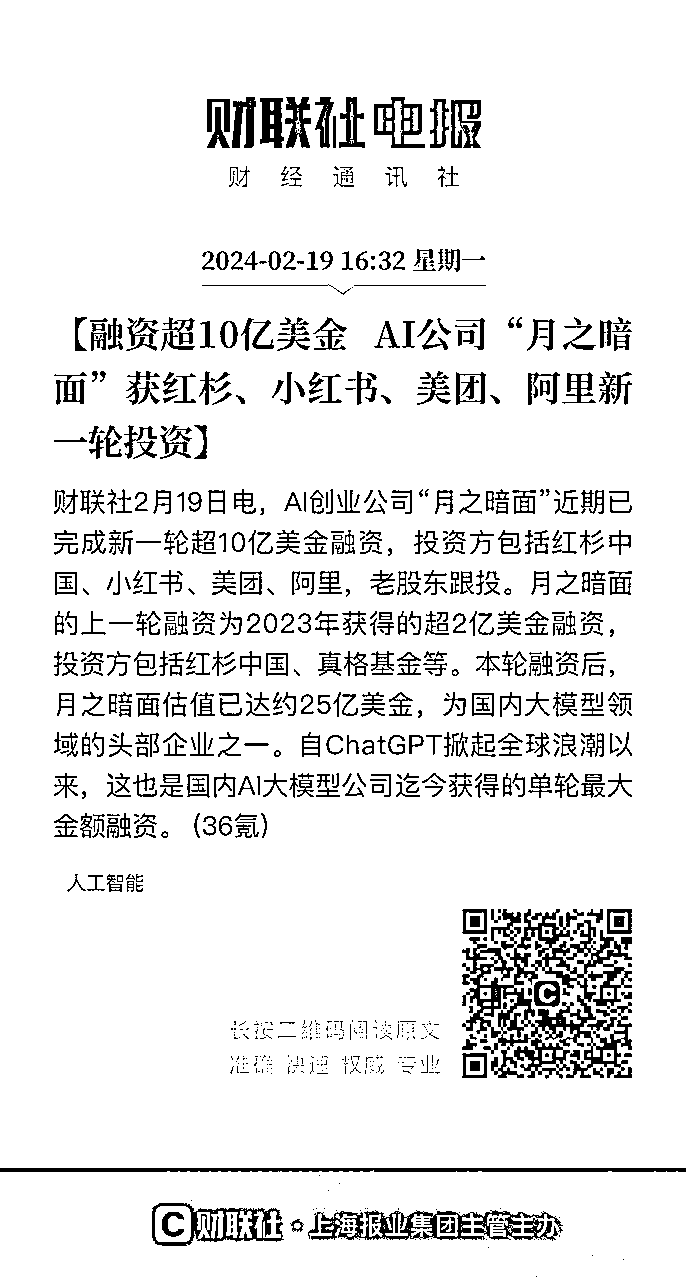 财联社电报
财经通讯社
2024-02-19 16:32 星期一
【融资超10亿美金 AI公司“月之暗
面”获红杉、小红书、美团、阿里新
一轮投资】
财联社2月19日电，AI创业公司“月之暗面”近期已
完成新一轮超10亿美金融资，投资方包括红杉中
国、小红书、美团、阿里，老股东跟投。月之暗面
的上一轮融资为2023年获得的超2亿美金融资，
投资方包括红杉中国、真格基金等。本轮融资后，
月之暗面估值已达约25亿美金，为国内大模型领
域的头部企业之一。自ChatGPT掀起全球浪潮以
来，这也是国内AI大模型公司迄今获得的单轮最大
金额融资。（36氪）
人工智能
长按二维码阅读原文
准确 快速 权威 专业
C 财联社 上海报业集团主管主办